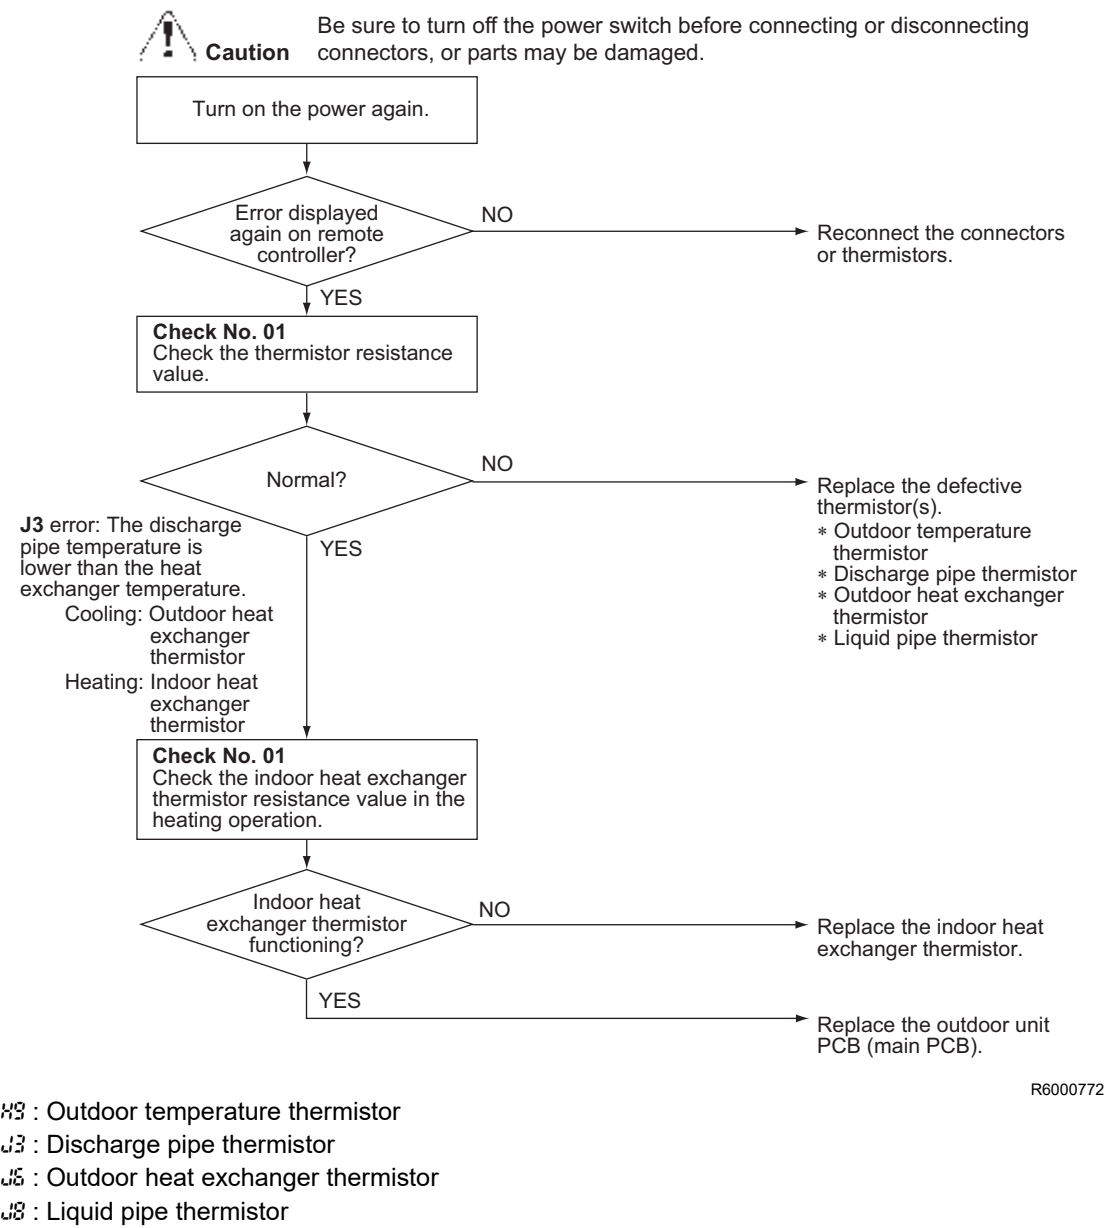 Be sure to turn off the power switch before connecting or disconnecting
Caution connectors, or parts may be damaged.
Turn on the power again.
Error displayed
again on remote
controller?
NO
Reconnect the connectors
or thermistors.
YES
Check No. 01
Check the thermistor resistance
value.
Normal?
NO
Replace the defective
thermistor(s).
* Outdoor temperature
thermistor
* Discharge pipe thermistor
* Outdoor heat exchanger
thermistor
* Liquid pipe thermistor
YES
J3 error: The discharge
pipe temperature is
lower than the heat
exchanger temperature.
Cooling: Outdoor heat
exchanger
thermistor
Heating: Indoor heat
exchanger
thermistor
Check No. 01
Check the indoor heat exchanger
thermistor resistance value in the
heating operation.
Indoor heat
exchanger thermistor
functioning?
NO
Replace the indoor heat
exchanger thermistor.
YES
Replace the outdoor unit
PCB (main PCB).
R6000772
H9 : Outdoor temperature thermistor
J3 : Discharge pipe thermistor
J6 : Outdoor heat exchanger thermistor
J8 : Liquid pipe thermistor